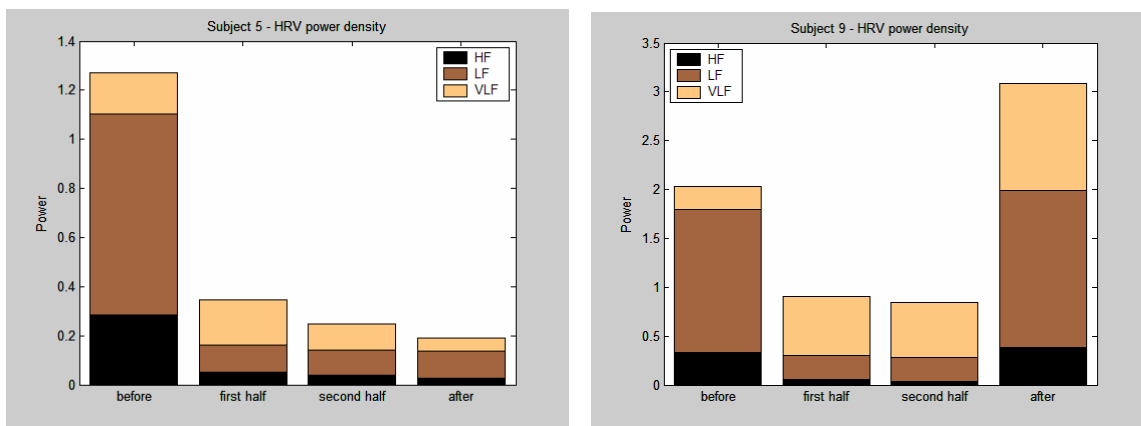 Subject 5 - HRV power density
1.4
1.2
1
0.8
0.6
0.4
0.2
0
Power
HF
LF
VLF
before first half second half after
Subject 9 - HRV power density
3.5
3
2.5
2
1.5
1
0.5
0
Power
HF
LF
VLF
before first half second half after